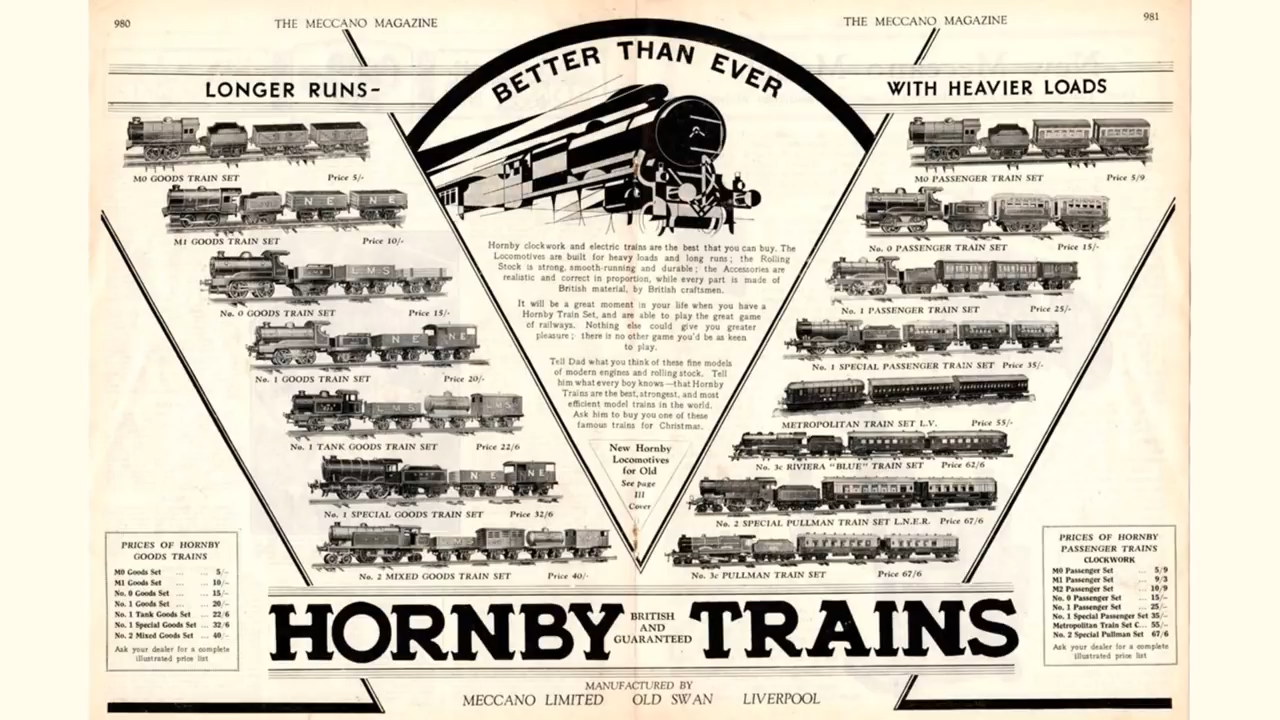 980
THE MECCANO MAGAZINE
THE MECCANO MAGAZINE
981
LONGER RUNS-
BETTER THAN EVER
WITH HEAVIER LOADS
M0 GOODS TRAIN SET Price 5/-
M1 GOODS TRAIN SET Price 10/-
No. 0 GOODS TRAIN SET Price 15/-
No. 1 GOODS TRAIN SET Price 20/-
No. 1 TANK GOODS TRAIN SET Price 22/6
No. 1 SPECIAL GOODS TRAIN SET Price 32/6
No. 2 MIXED GOODS TRAIN SET Price 40/-
Hornby clockwork and electric trains are the best that you can buy. The
Locomotives are built for heavy loads and long runs; the Rolling
Stock is strong, smooth-running and durable; the Accessories are
realistic and correct in proportion, while every part is made of
British material, by British craftsmen.
It will be a great moment in your life when you have a
Hornby Train Set, and are able to play the great game
of railways. Nothing else could give you greater
pleasure; there is no other game you'd be as keen
to play.
Tell Dad what you think of these fine models
of modern engines and rolling stock. Tell
him what every boy knows—that Hornby
Trains are the best, strongest, and most
efficient model trains in the world.
Ask him to buy you one of these
famous trains for Christmas.
New Hornby
Locomotives
for Old
See page
III
Cover
M0 PASSENGER TRAIN SET Price 5/9
No. 0 PASSENGER TRAIN SET Price 15/-
No. 1 PASSENGER TRAIN SET Price 25/-
No. 1 SPECIAL PASSENGER TRAIN SET Price 35/-
METROPOLITAN TRAIN SET L.V. Price 55/-
No. 3c RIVIERA "BLUE" TRAIN SET Price 62/6
No. 2 SPECIAL PULLMAN TRAIN SET L.N.E.R. Price 67/6
No. 3c PULLMAN TRAIN SET Price 67/6
PRICES OF HORNBY
GOODS TRAINS
M0 Goods Set ... ... 5/-
M1 Goods Set ... ... 10/-
No. 0 Goods Set ... ... 15/-
No. 1 Goods Set ... ... 20/-
No. 1 Tank Goods Set ... 22/6
No. 1 Special Goods Set ... 32/6
No. 2 Mixed Goods Set ... 40/-
Ask your dealer for a complete
illustrated price list
PRICES OF HORNBY
PASSENGER TRAINS
CLOCKWORK
M0 Passenger Set ... 5/9
M1 Passenger Set ... 9/3
M2 Passenger Set ... 10/9
No. 0 Passenger Set ... 15/-
No. 1 Passenger Set ... 25/-
No. 1 Special Passenger Set 35/-
Metropolitan Train Set C... 55/-
No. 2 Special Pullman Set 67/6
Ask your dealer for a complete
illustrated price list
HORNBY BRITISH AND GUARANTEED TRAINS
MANUFACTURED BY
MECCANO LIMITED OLD SWAN LIVERPOOL